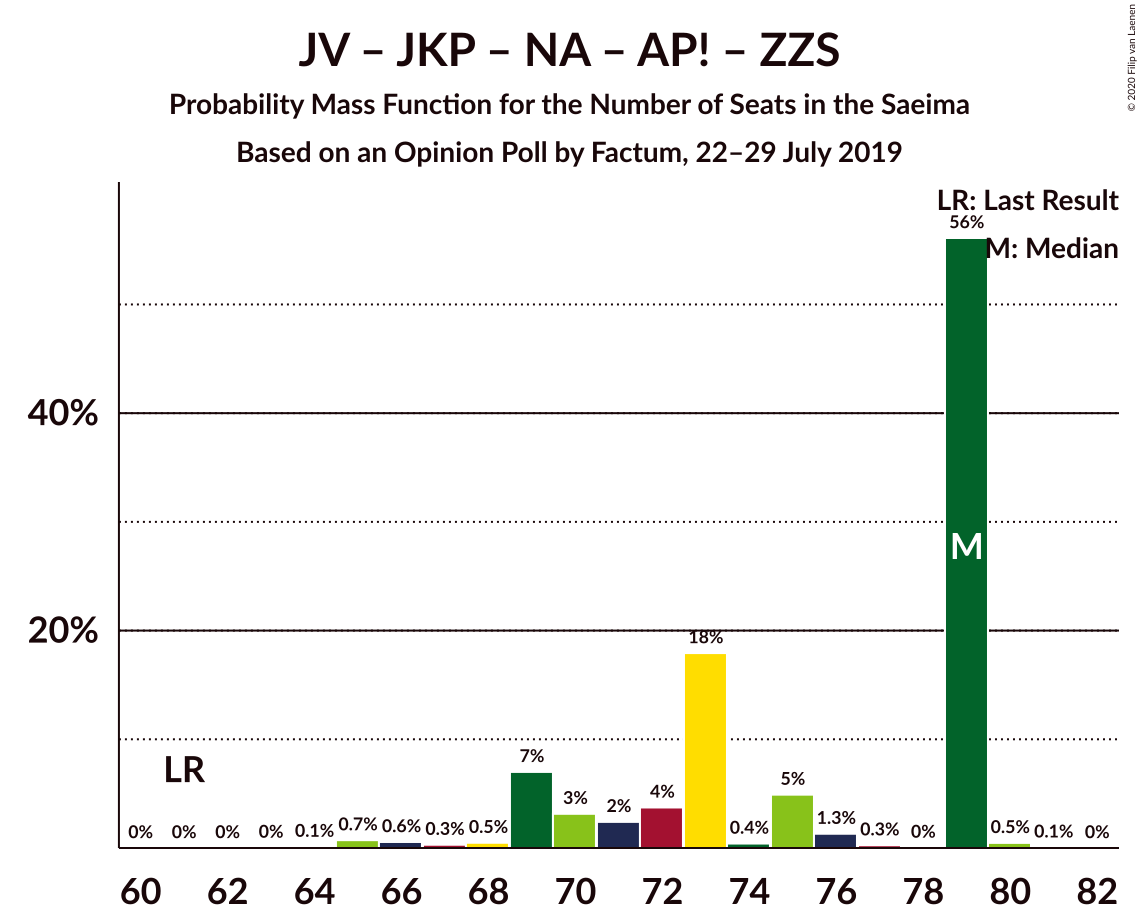 JV – JKP – NA – AP! – ZZS
Probability Mass Function for the Number of Seats in the Saeima
Based on an Opinion Poll by Factum, 22–29 July 2019
© 2020 Filip van Laenen
LR: Last Result
M: Median
56%
40%
M
20%
18%
LR
7%
5%
4%
3%
2%
0% 0% 0% 0% 0.1% 0.7% 0.6% 0.3% 0.5% 0.4% 1.3% 0.3% 0% 0.5% 0.1% 0%
60 62 64 66 68 70 72 74 76 78 80 82